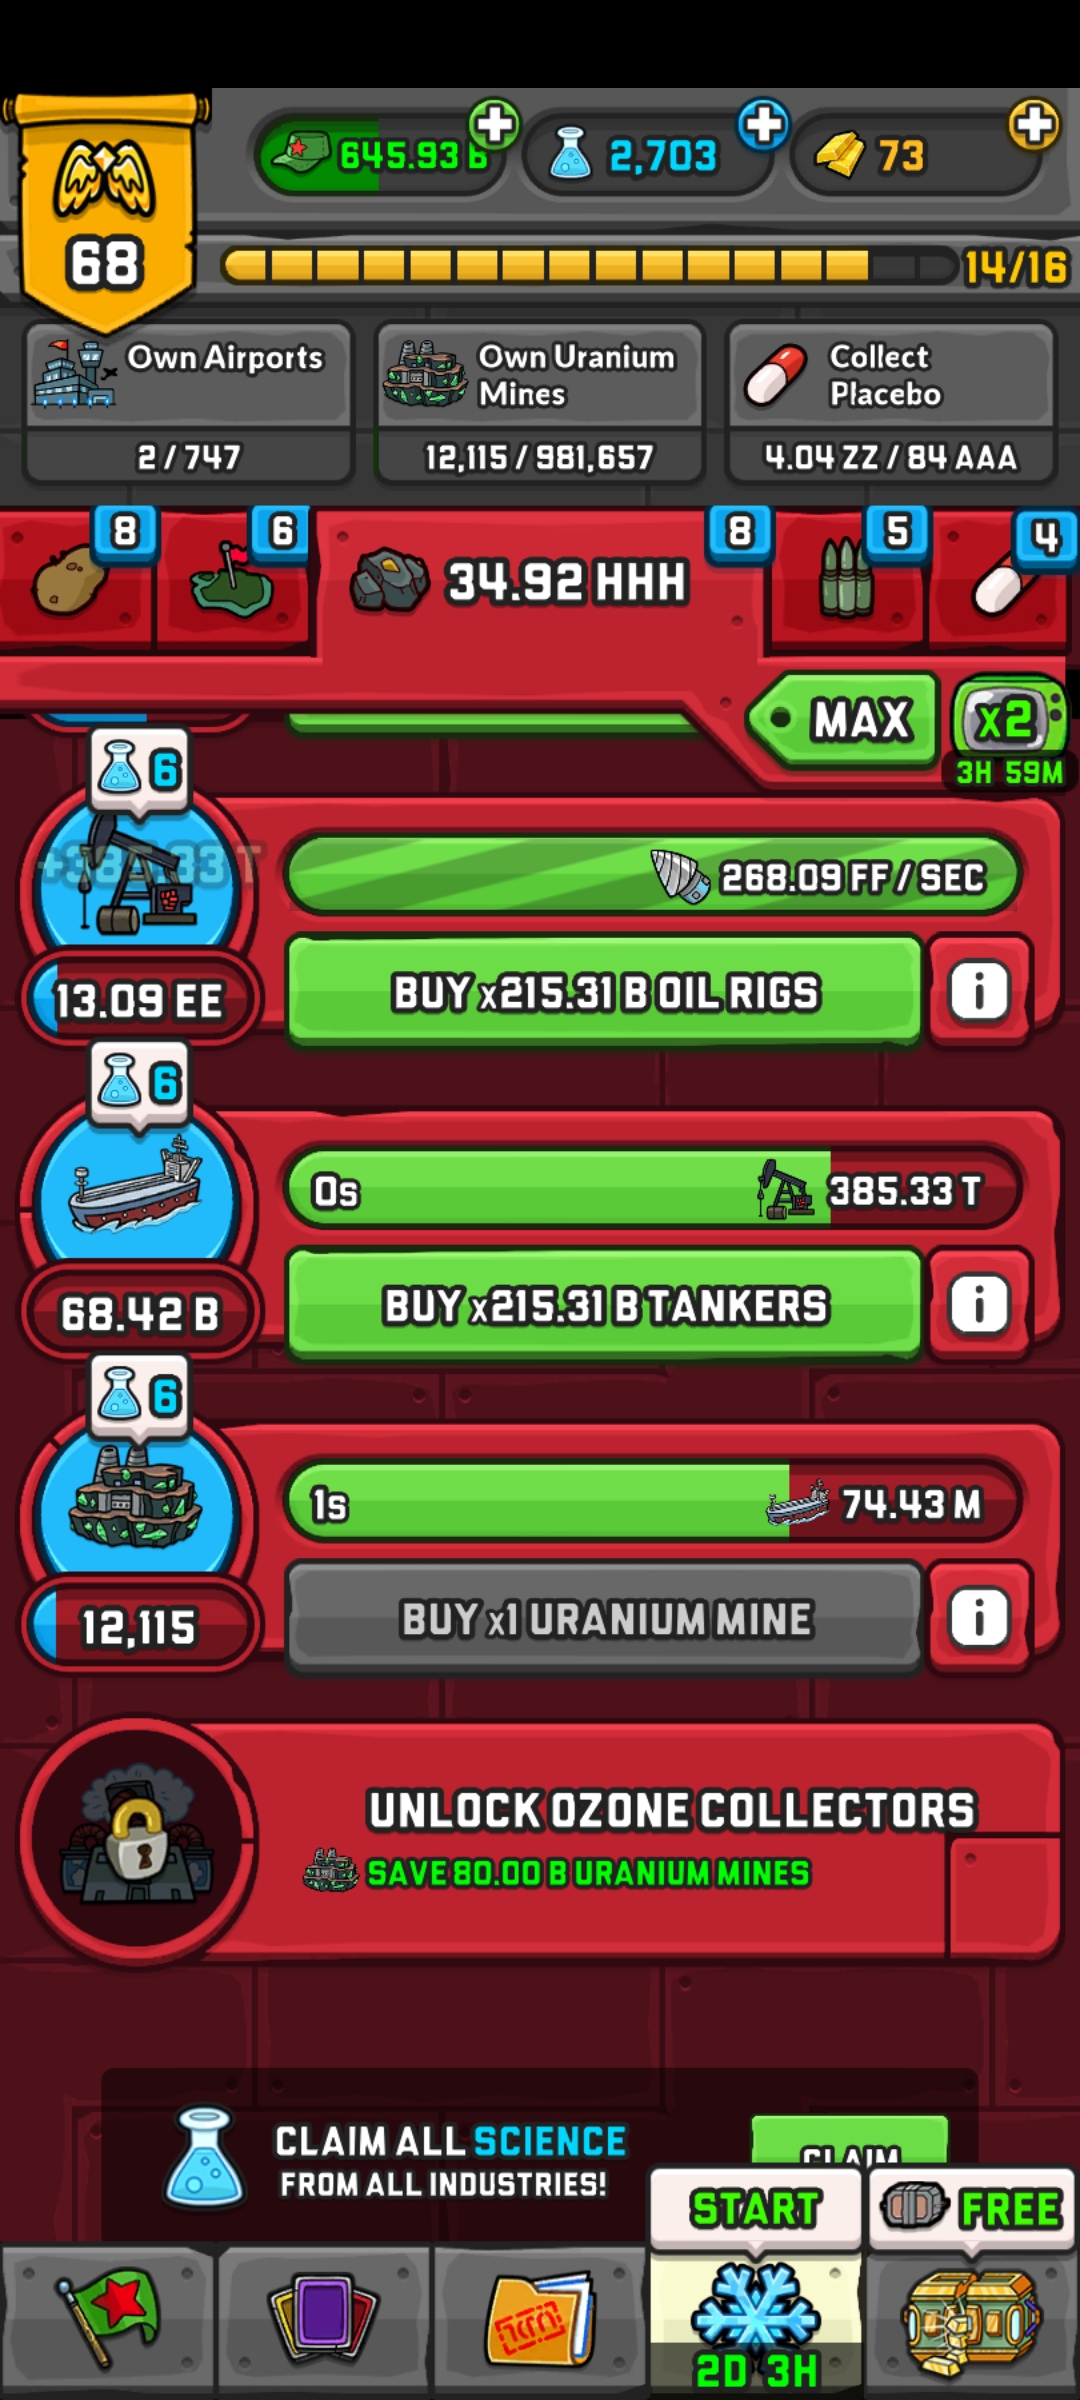 645.93 B
2,703
73
68
14/16
Own Airports
2 / 747
Own Uranium
Mines
12,115 / 981,657
Collect
Placebo
4.04 ZZ / 84 AAA
8
6
34.92 HHH
8
5
4
MAX
x2
3H 59M
6
+385.33 T
268.09 FF / SEC
13.09 EE
BUY x215.31 B OIL RIGS
i
6
0s
385.33 T
68.42 B
BUY x215.31 B TANKERS
i
6
1s
74.43 M
12,115
BUY x1 URANIUM MINE
i
UNLOCK OZONE COLLECTORS
SAVE 80.00 B URANIUM MINES
CLAIM ALL SCIENCE
FROM ALL INDUSTRIES!
CLAIM
START
FREE
2D 3H